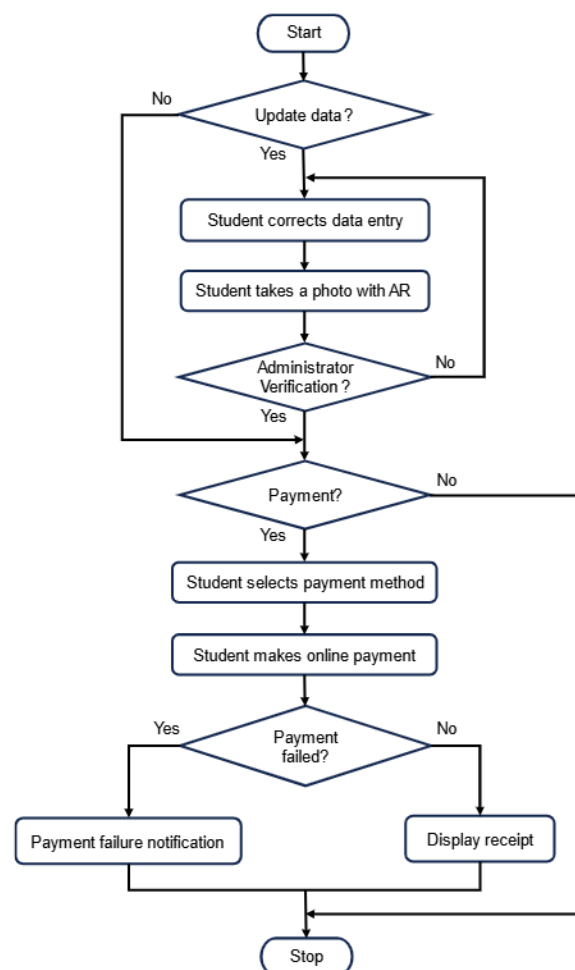 Start
No
Update data?
Yes
Student corrects data entry
Student takes a photo with AR
Administrator
Verification?
No
Yes
No
Payment?
Yes
Student selects payment method
Student makes online payment
Yes
Payment
failed?
No
Payment failure notification
Display receipt
Stop